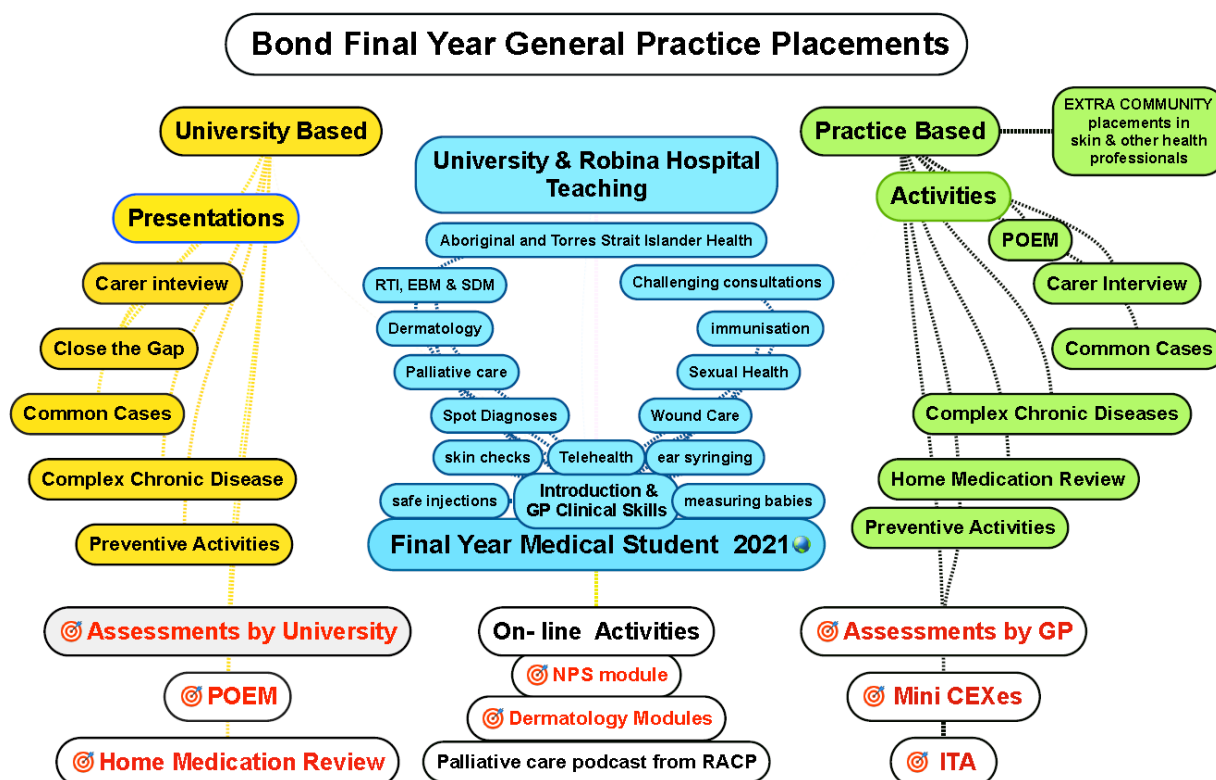 Bond Final Year General Practice Placements
University Based
Presentations
Carer inteview
Close the Gap
Common Cases
Complex Chronic Disease
Preventive Activities
🎯 Assessments by University
🎯 POEM
🎯 Home Medication Review
University & Robina Hospital
Teaching
Aboriginal and Torres Strait Islander Health
RTI, EBM & SDM
Challenging consultations
Dermatology
immunisation
Palliative care
Sexual Health
Spot Diagnoses
Wound Care
skin checks
Telehealth
ear syringing
safe injections
Introduction &
GP Clinical Skills
measuring babies
Final Year Medical Student 2021
On- line Activities
🎯 NPS module
🎯 Dermatology Modules
Palliative care podcast from RACP
Practice Based
EXTRA COMMUNITY
placements in
skin & other health
professionals
Activities
POEM
Carer Interview
Common Cases
Complex Chronic Diseases
Home Medication Review
Preventive Activities
🎯 Assessments by GP
🎯 Mini CEXes
🎯 ITA